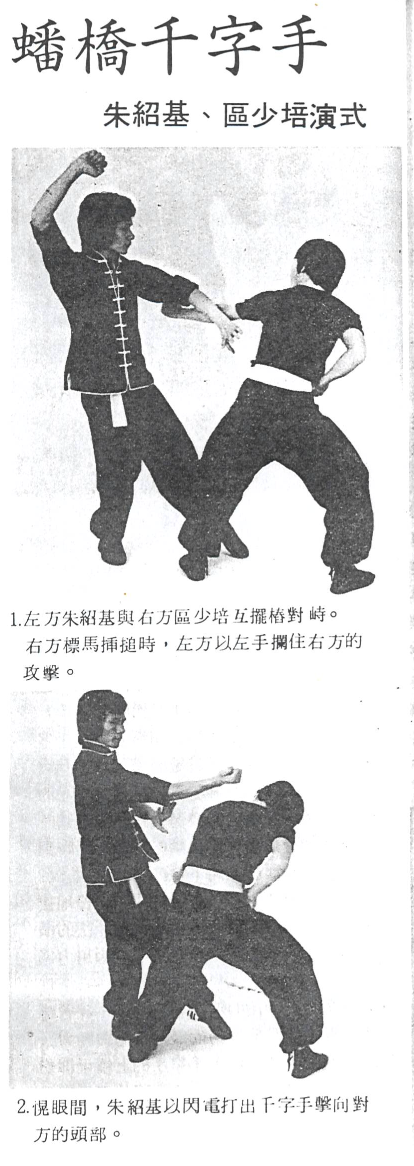 蟠橋千字手
朱紹基、區少培演式
1.左方朱紹基與右方區少培互擺樁對峙。
右方標馬揷搥時，左方以左手攔住右方的
攻擊。
2.愰眼間，朱紹基以閃電打出千字手擊向對
方的頭部。